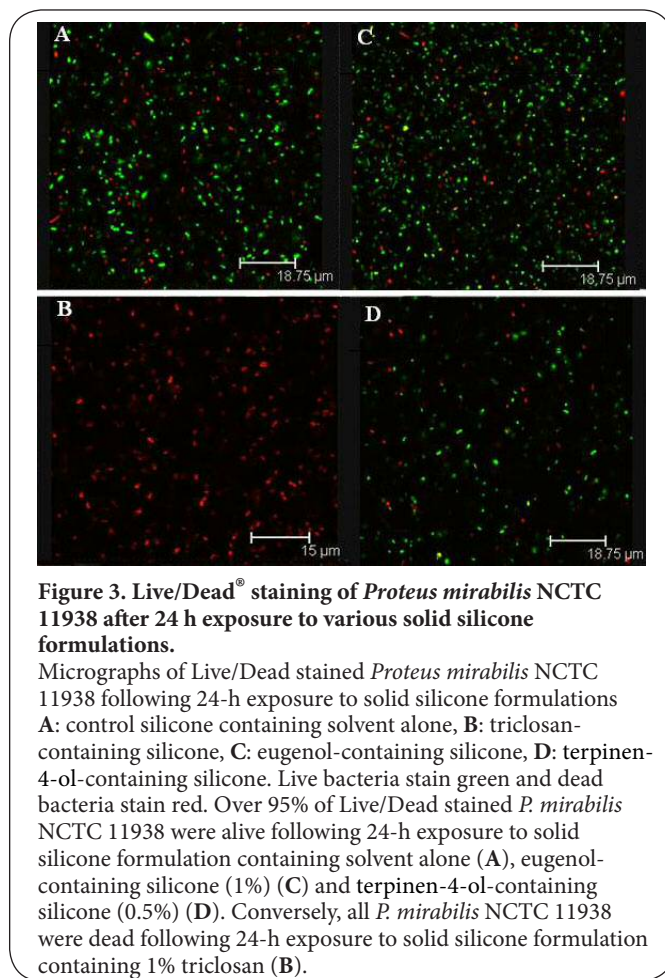 A
C
18.75 µm
18.75 µm
B
D
15 µm
18.75 µm
Figure 3. Live/Dead® staining of Proteus mirabilis NCTC
11938 after 24 h exposure to various solid silicone
formulations.
Micrographs of Live/Dead stained Proteus mirabilis NCTC
11938 following 24-h exposure to solid silicone formulations
A: control silicone containing solvent alone, B: triclosan-
containing silicone, C: eugenol-containing silicone, D: terpinen-
4-ol-containing silicone. Live bacteria stain green and dead
bacteria stain red. Over 95% of Live/Dead stained P. mirabilis
NCTC 11938 were alive following 24-h exposure to solid
silicone formulation containing solvent alone (A), eugenol-
containing silicone (1%) (C) and terpinen-4-ol-containing
silicone (0.5%) (D). Conversely, all P. mirabilis NCTC 11938
were dead following 24-h exposure to solid silicone formulation
containing 1% triclosan (B).